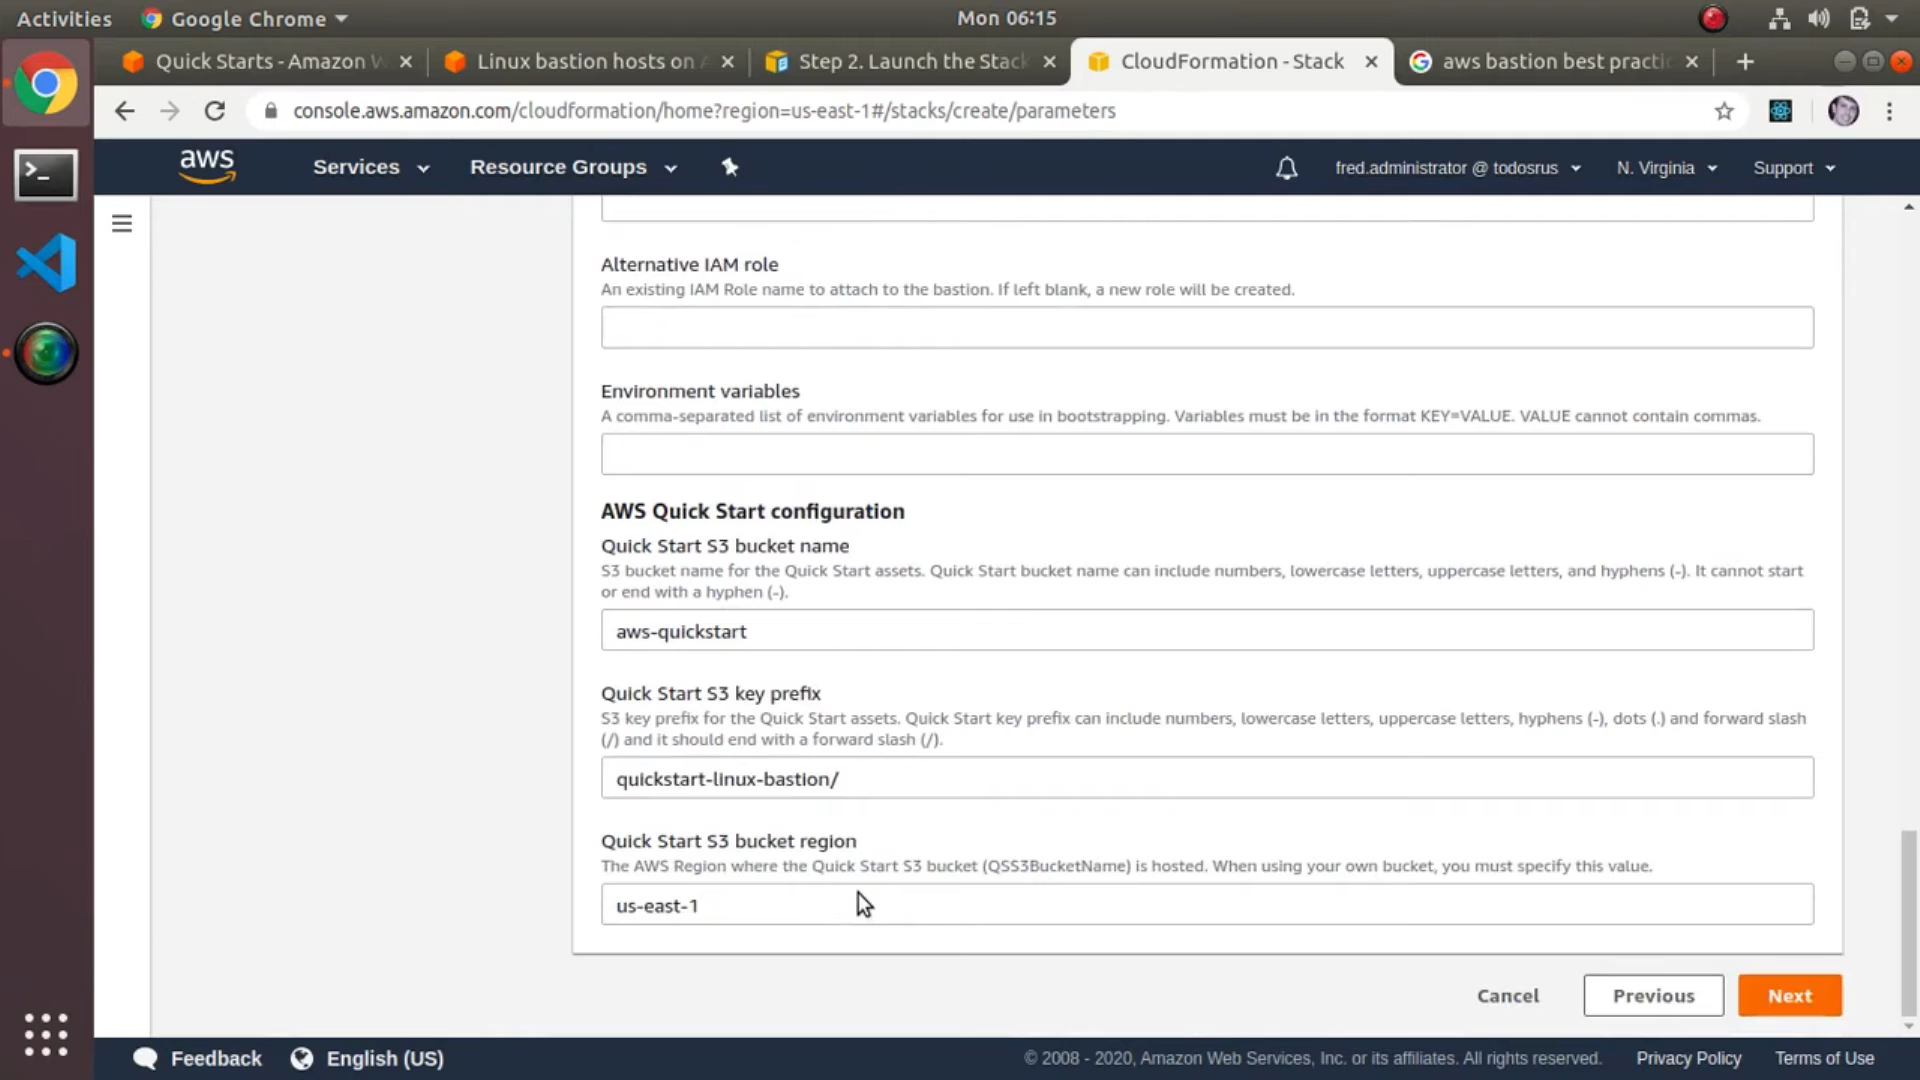 Activities
Google Chrome
Mon 06:15
Quick Starts - Amazon W
Linux bastion hosts on A
Step 2. Launch the Stack
CloudFormation - Stack
aws bastion best practi
console.aws.amazon.com/cloudformation/home?region=us-east-1#/stacks/create/parameters
aws
Services
Resource Groups
fred.administrator @ todosrus
N. Virginia
Support
Alternative IAM role
An existing IAM Role name to attach to the bastion. If left blank, a new role will be created.
Environment variables
A comma-separated list of environment variables for use in bootstrapping. Variables must be in the format KEY=VALUE. VALUE cannot contain commas.
AWS Quick Start configuration
Quick Start S3 bucket name
S3 bucket name for the Quick Start assets. Quick Start bucket name can include numbers, lowercase letters, uppercase letters, and hyphens (-). It cannot start
or end with a hyphen (-).
aws-quickstart
Quick Start S3 key prefix
S3 key prefix for the Quick Start assets. Quick Start key prefix can include numbers, lowercase letters, uppercase letters, hyphens (-), dots (.) and forward slash
(/) and it should end with a forward slash (/).
quickstart-linux-bastion/
Quick Start S3 bucket region
The AWS Region where the Quick Start S3 bucket (QSS3BucketName) is hosted. When using your own bucket, you must specify this value.
us-east-1
Cancel
Previous
Next
Feedback
English (US)
© 2008 - 2020, Amazon Web Services, Inc. or its affiliates. All rights reserved.
Privacy Policy
Terms of Use